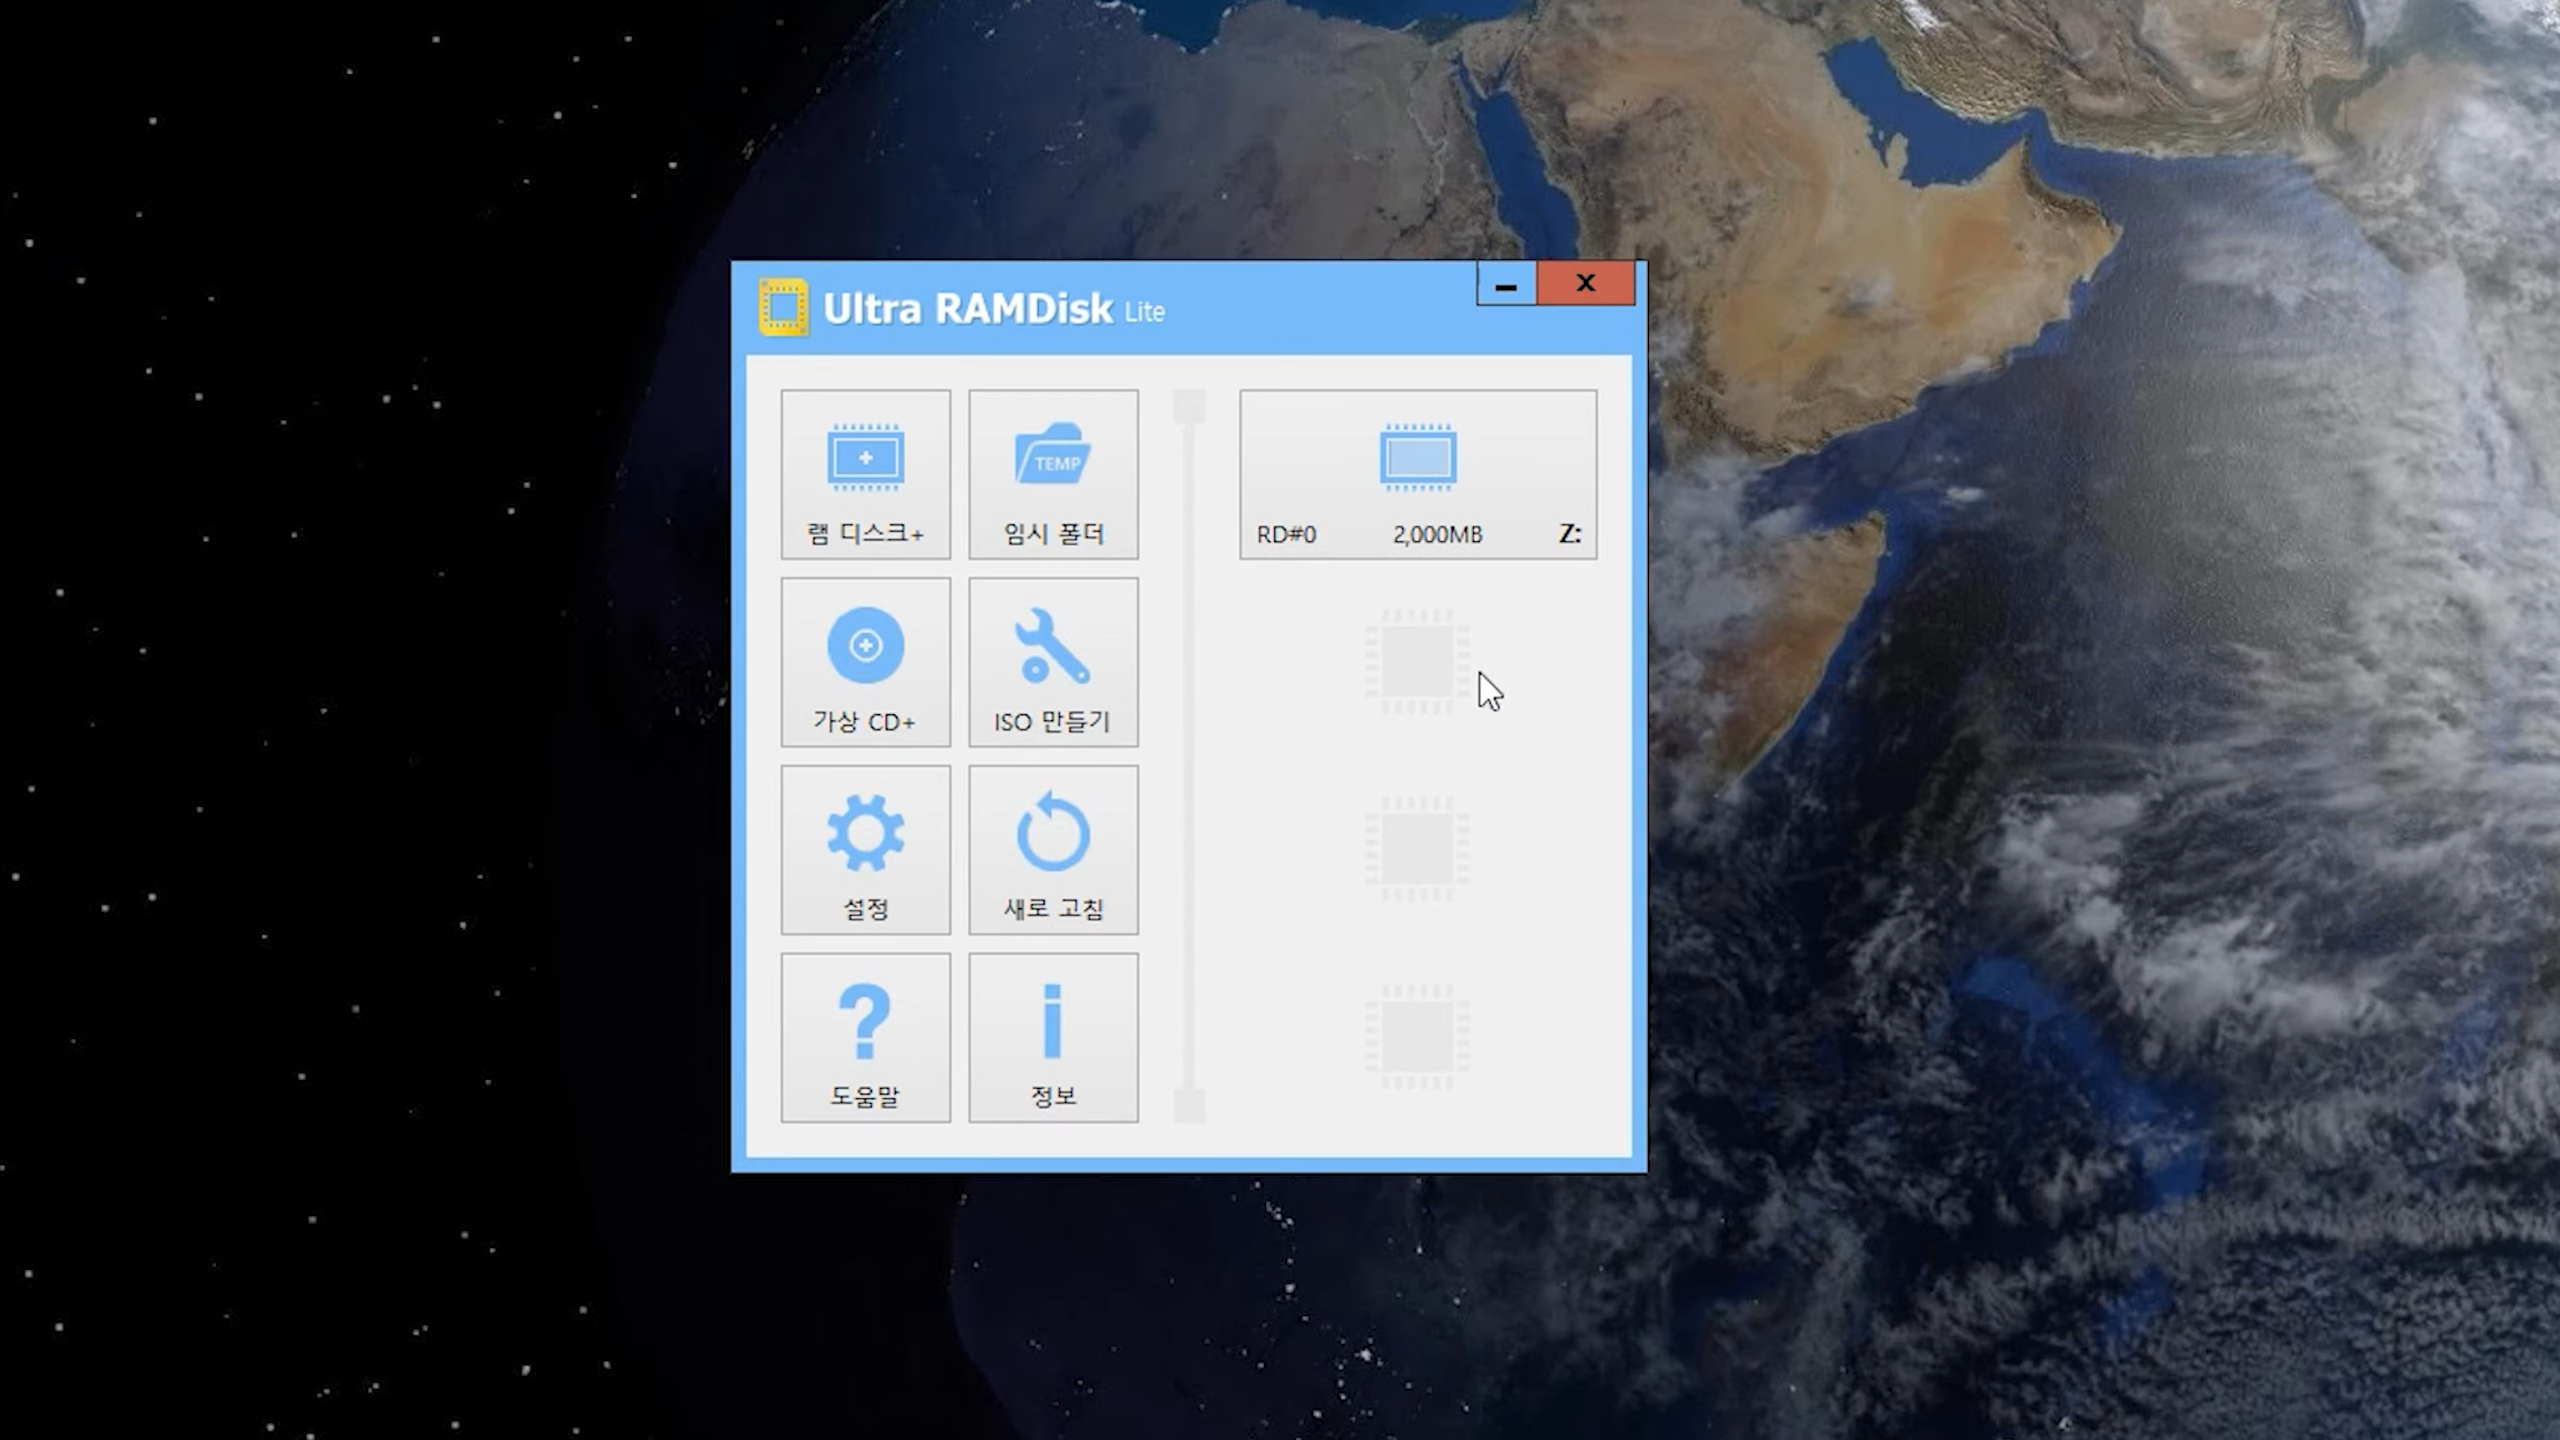 Ultra RAMDisk Lite
램 디스크+
TEMP
임시 폴더
RD#0 2,000MB Z:
가상 CD+
ISO 만들기
설정
새로 고침
도움말
정보